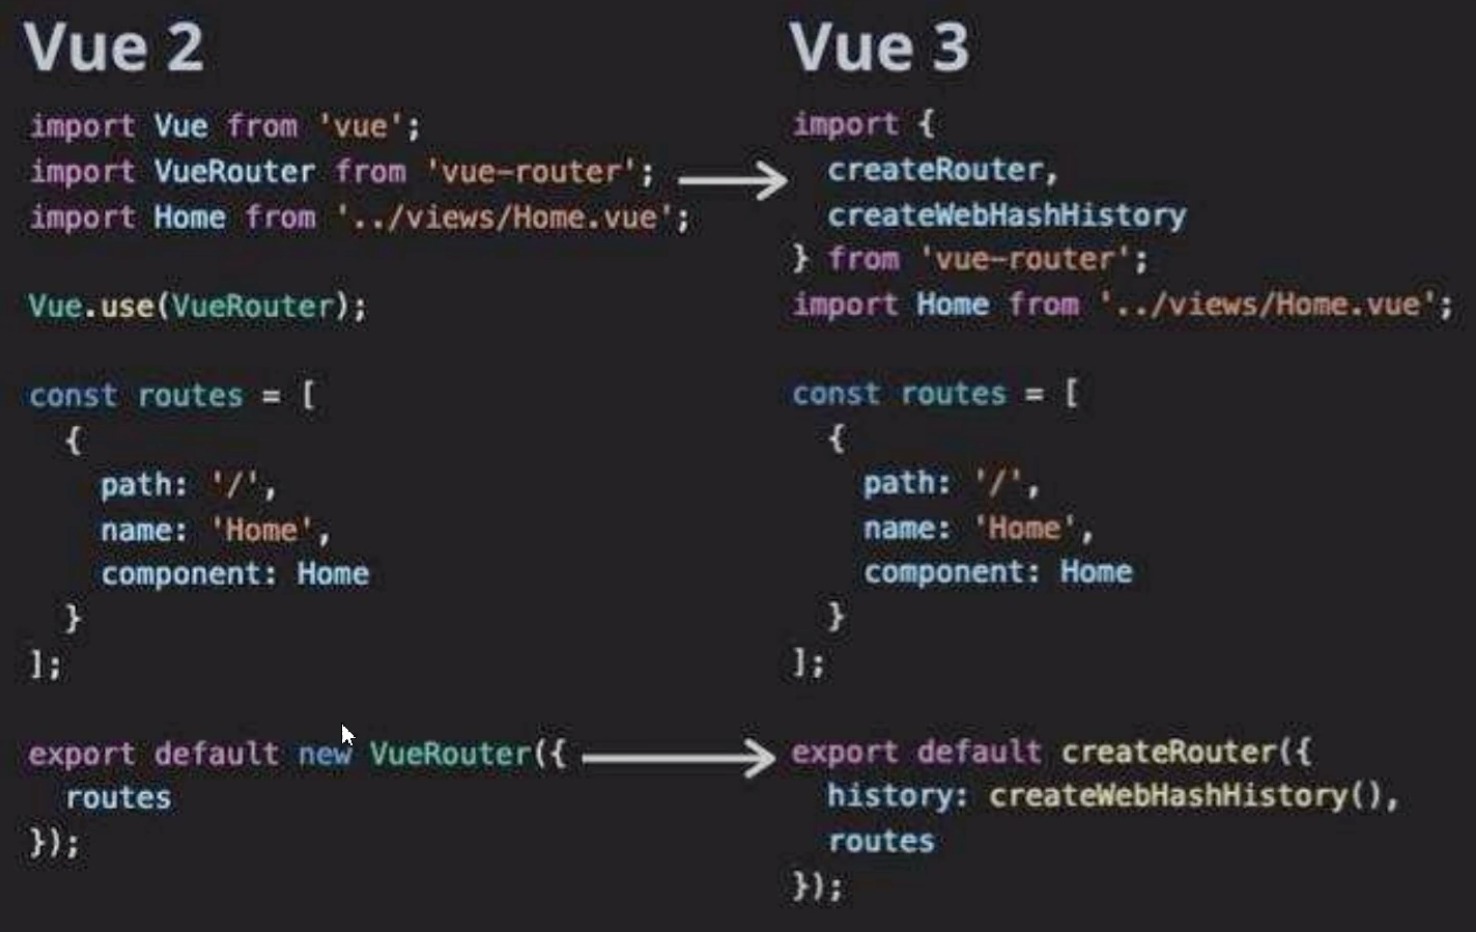 Vue 2
import Vue from 'vue';
import VueRouter from 'vue-router';
import Home from '../views/Home.vue';
Vue.use(VueRouter);
const routes = [
  {
    path: '/',
    name: 'Home',
    component: Home
  }
];
export default new VueRouter({
  routes
});
Vue 3
import {
  createRouter,
  createWebHashHistory
} from 'vue-router';
import Home from '../views/Home.vue';
const routes = [
  {
    path: '/',
    name: 'Home',
    component: Home
  }
];
export default createRouter({
  history: createWebHashHistory(),
  routes
});